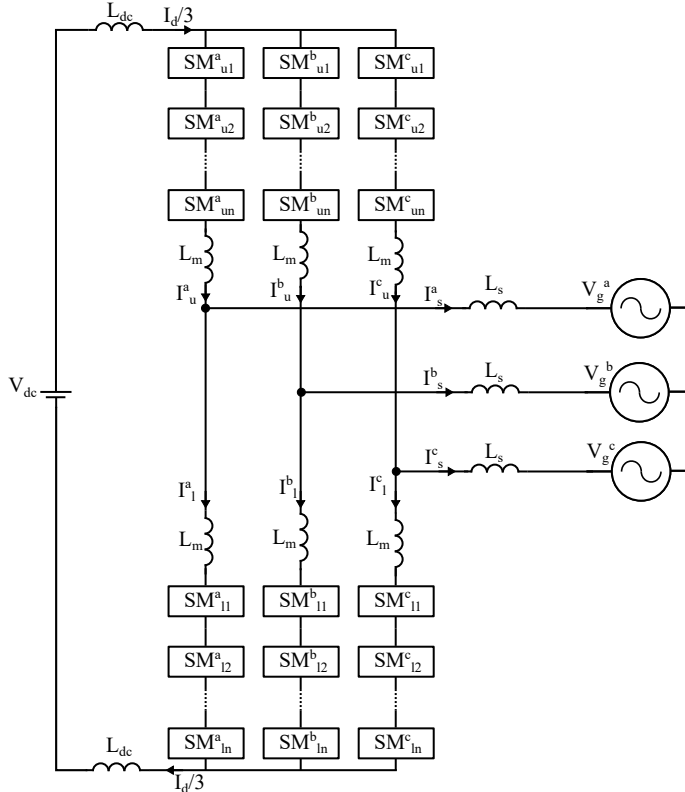 L_dc I_d/3
SM^a_u1 SM^b_u1 SM^c_u1
SM^a_u2 SM^b_u2 SM^c_u2
SM^a_un SM^b_un SM^c_un
L_m L_m L_m
I^a_u I^b_u I^c_u I^a_s L_s V_g^a
V_dc I^b_s L_s V_g^b
I^c_s L_s V_g^c
I^a_l I^b_l I^c_l
L_m L_m L_m
SM^a_l1 SM^b_l1 SM^c_l1
SM^a_l2 SM^b_l2 SM^c_l2
SM^a_ln SM^b_ln SM^c_ln
L_dc I_d/3